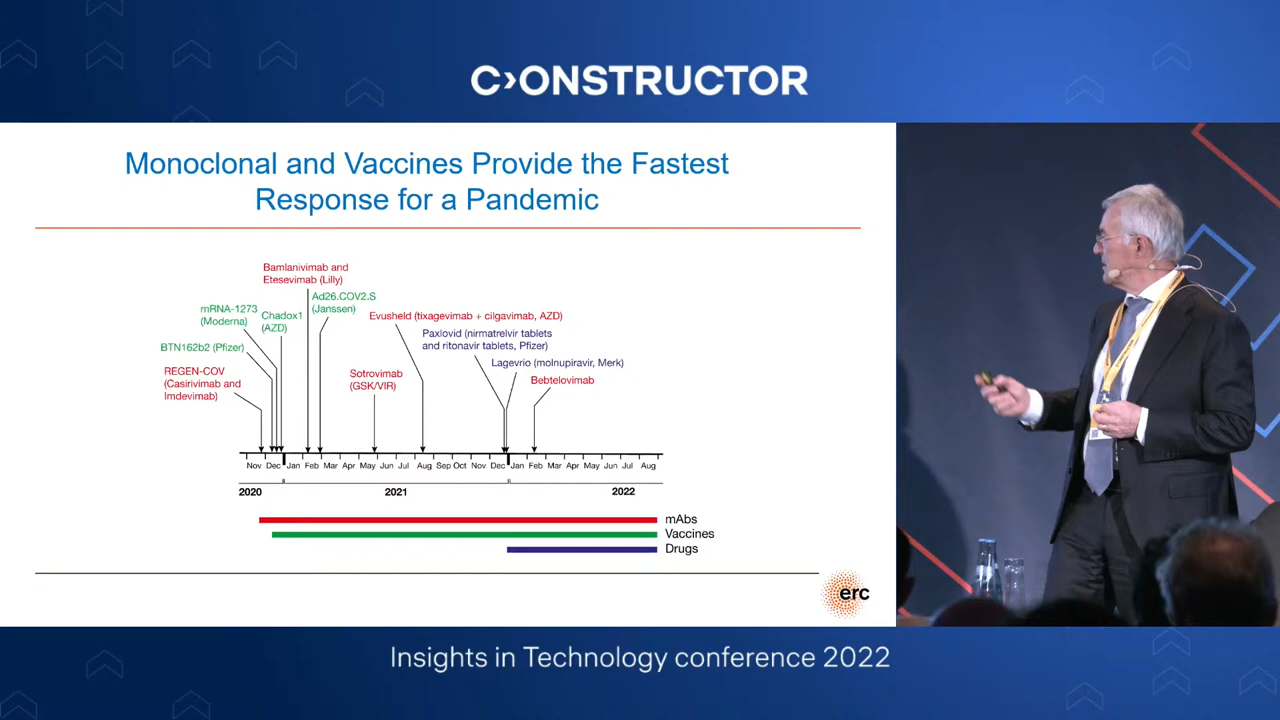 C›ONSTRUCTOR
Monoclonal and Vaccines Provide the Fastest
Response for a Pandemic
Bamlanivimab and
Etesevimab (Lilly)
mRNA-1273
(Moderna)
Chadox1
(AZD)
Ad26.COV2.S
(Janssen)
Evusheld (tixagevimab + cilgavimab, AZD)
BTN162b2 (Pfizer)
Paxlovid (nirmatrelvir tablets
and ritonavir tablets, Pfizer)
REGEN-COV
(Casirivimab and
Imdevimab)
Sotrovimab
(GSK/VIR)
Lagevrio (molnupiravir, Merk)
Bebtelovimab
Nov Dec Jan Feb Mar Apr May Jun Jul Aug Sep Oct Nov Dec Jan Feb Mar Apr May Jun Jul Aug
2020 2021 2022
mAbs
Vaccines
Drugs
erc
Insights in Technology conference 2022